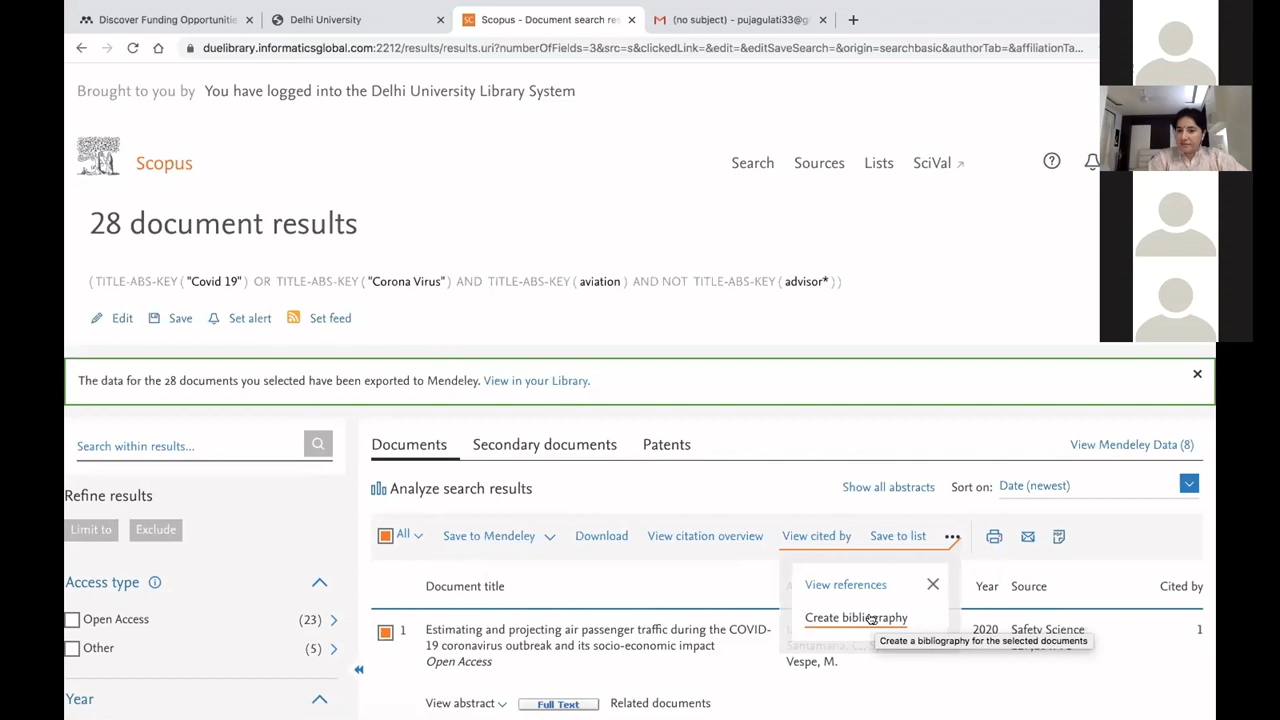 Discover Funding Opportunities
Delhi University
SC Scopus - Document search res
(no subject) - pujagulati33@g
duelibrary.informaticsglobal.com:2212/results/results.uri?numberOfFields=3&src=s&clickedLink=&edit=&editSaveSearch=&origin=searchbasic&authorTab=&affiliationTa...
Brought to you by You have logged into the Delhi University Library System
Scopus
Search Sources Lists SciVal
28 document results
(TITLE-ABS-KEY("Covid 19") OR TITLE-ABS-KEY("Corona Virus") AND TITLE-ABS-KEY(aviation) AND NOT TITLE-ABS-KEY(advisor*))
Edit Save Set alert Set feed
The data for the 28 documents you selected have been exported to Mendeley. View in your Library.
Search within results...
Documents Secondary documents Patents View Mendeley Data (8)
Refine results
Analyze search results Show all abstracts Sort on: Date (newest)
Limit to Exclude
All Save to Mendeley Download View citation overview View cited by Save to list •••
View references
Document title Year Source Cited by
Access type
Create bibliography
Create a bibliography for the selected documents
Open Access (23)
Other (5)
1 Estimating and projecting air passenger traffic during the COVID- 2020 Safety Science 1
19 coronavirus outbreak and its socio-economic impact
Open Access Vespe, M.
Year
View abstract Full Text Related documents